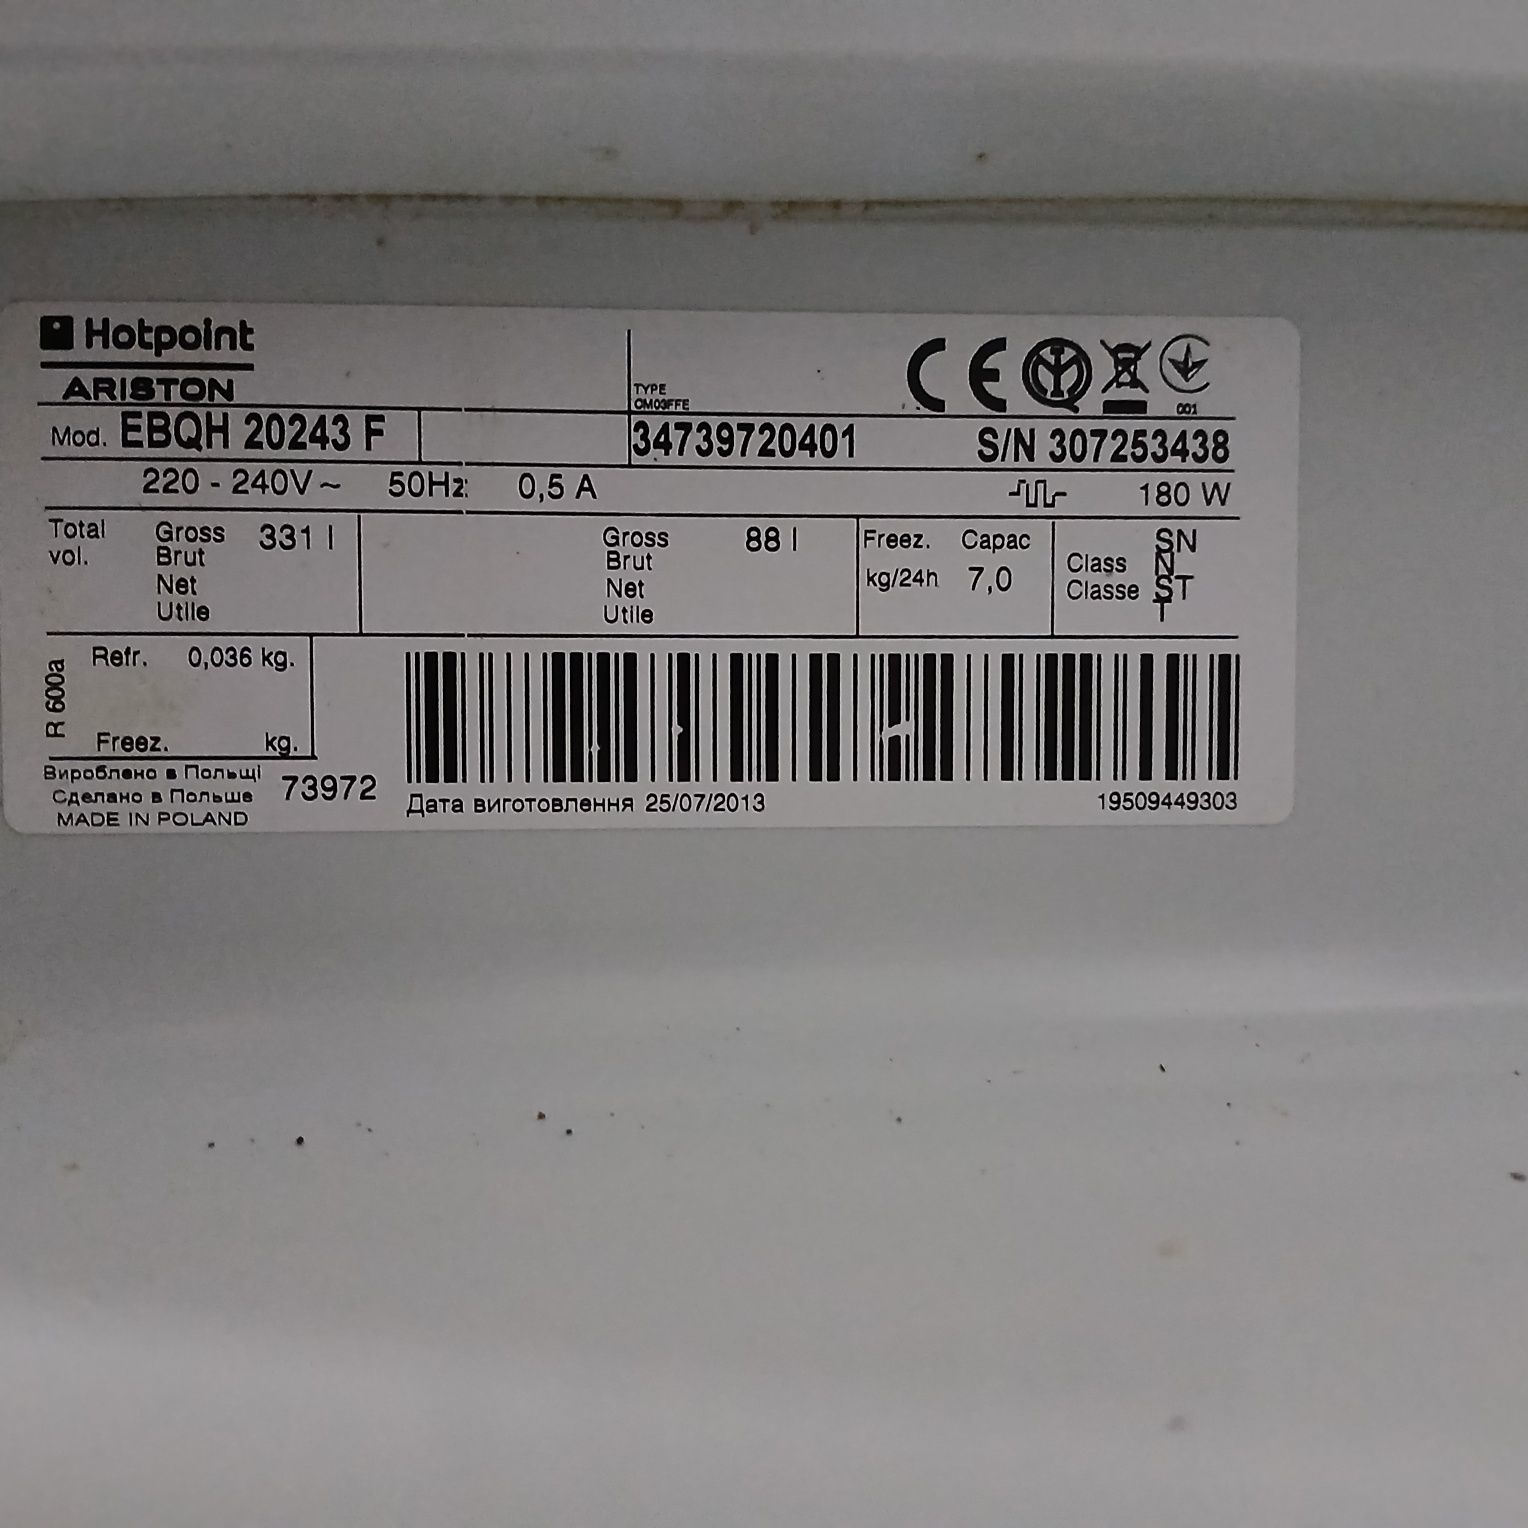 Hotpoint
ARISTON
TYPE
OM03FFE
CE
001
Mod. EBQH 20243 F
34739720401
S/N 307253438
220 - 240V ~ 50Hz 0,5 A
180 W
Total vol.
Gross 331 l
Brut
Net
Utile
Gross 88 l
Brut
Net
Utile
Freez. Capac
kg/24h 7,0
Class
Classe
SN
N
ST
T
R 600a
Refr. 0,036 kg.
Freez. kg.
Вироблено в Польщі
Сделано в Польше
MADE IN POLAND
73972
Дата виготовлення 25/07/2013
19509449303